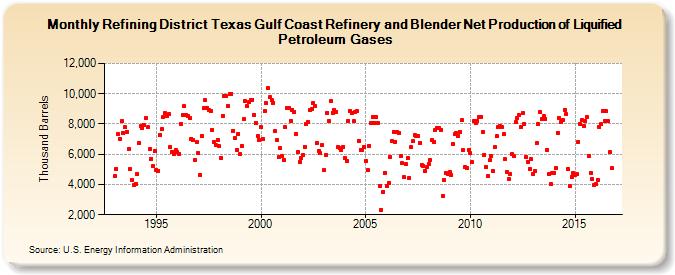 Monthly Refining District Texas Gulf Coast Refinery and Blender Net Production of Liquified
Petroleum Gases
Thousand Barrels
12,000
10,000
8,000
6,000
4,000
2,000
1995
2000
2005
2010
2015
Source: U.S. Energy Information Administration